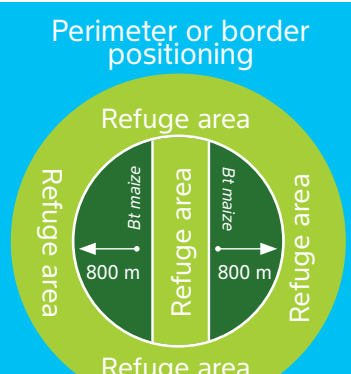 Perimeter or border
positioning
Refuge area
Refuge area
Bt maize
Refuge area
Bt maize
Refuge area
800 m
800 m
Refuge area